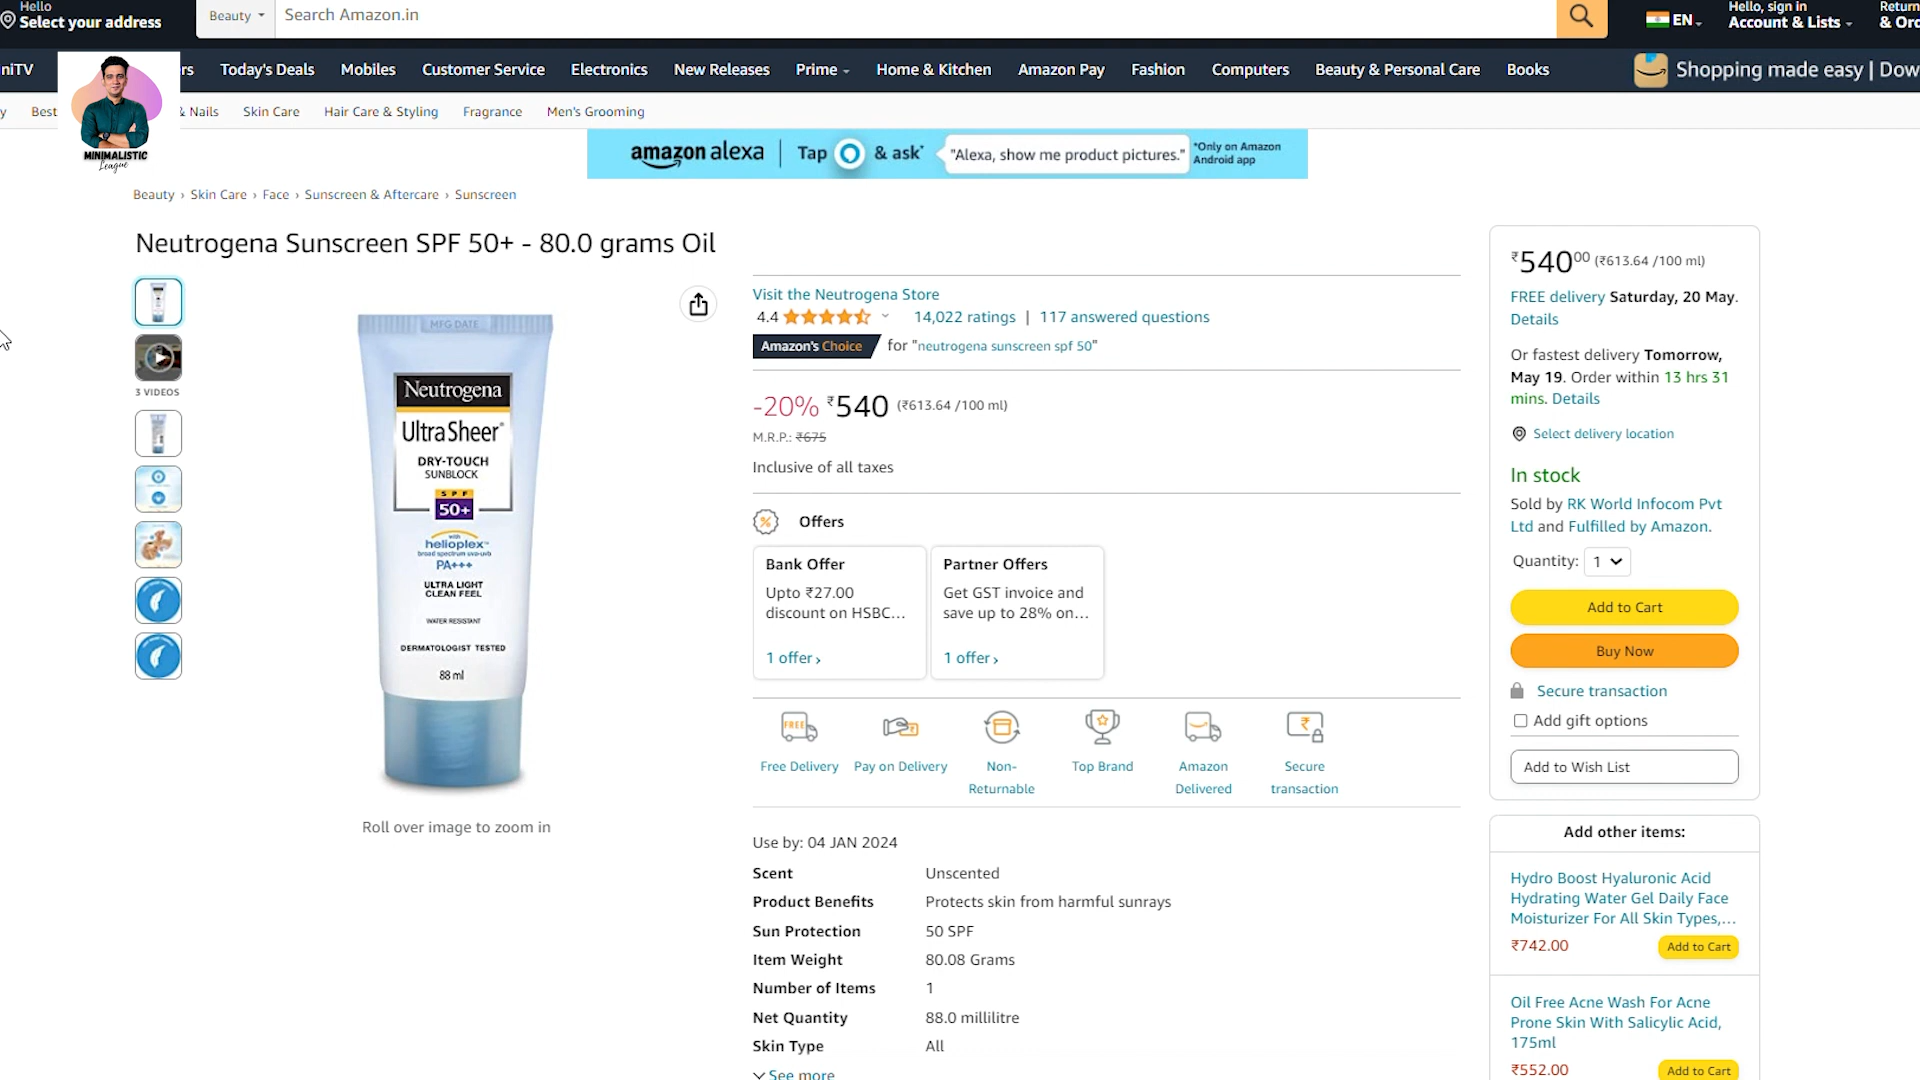 Hello
Select your address
Beauty
Search Amazon.in
EN
Hello, sign in
Account & Lists
Return
& Orc
niTV
rs
Today's Deals
Mobiles
Customer Service
Electronics
New Releases
Prime
Home & Kitchen
Amazon Pay
Fashion
Computers
Beauty & Personal Care
Books
Shopping made easy | Dow
y
Best
& Nails
Skin Care
Hair Care & Styling
Fragrance
Men's Grooming
MINIMALISTIC
League
amazon alexa
Tap & ask*
"Alexa, show me product pictures."
*Only on Amazon
Android app
Beauty › Skin Care › Face › Sunscreen & Aftercare › Sunscreen
Neutrogena Sunscreen SPF 50+ - 80.0 grams Oil
3 VIDEOS
MFG DATE
Neutrogena
UltraSheer®
DRY-TOUCH
SUNBLOCK
SPF
50+
with
helioplex™
broad spectrum uva-uvb
PA+++
ULTRA LIGHT
CLEAN FEEL
WATER RESISTANT
DERMATOLOGIST TESTED
88 ml
Roll over image to zoom in
Visit the Neutrogena Store
4.4
14,022 ratings | 117 answered questions
Amazon's Choice for "neutrogena sunscreen spf 50"
-20% ₹540 (₹613.64 /100 ml)
M.R.P.: ₹675
Inclusive of all taxes
Offers
Bank Offer
Upto ₹27.00
discount on HSBC…
1 offer ›
Partner Offers
Get GST invoice and
save up to 28% on…
1 offer ›
FREE
Free Delivery
Pay on Delivery
Non-
Returnable
Top Brand
Amazon
Delivered
Secure
transaction
Use by: 04 JAN 2024
Scent Unscented
Product Benefits Protects skin from harmful sunrays
Sun Protection 50 SPF
Item Weight 80.08 Grams
Number of Items 1
Net Quantity 88.0 millilitre
Skin Type All
See more
₹540 00 (₹613.64 /100 ml)
FREE delivery Saturday, 20 May.
Details
Or fastest delivery Tomorrow,
May 19. Order within 13 hrs 31
mins. Details
Select delivery location
In stock
Sold by RK World Infocom Pvt
Ltd and Fulfilled by Amazon.
Quantity: 1
Add to Cart
Buy Now
Secure transaction
Add gift options
Add to Wish List
Add other items:
Hydro Boost Hyaluronic Acid
Hydrating Water Gel Daily Face
Moisturizer For All Skin Types,…
₹742.00
Add to Cart
Oil Free Acne Wash For Acne
Prone Skin With Salicylic Acid,
175ml
₹552.00
Add to Cart